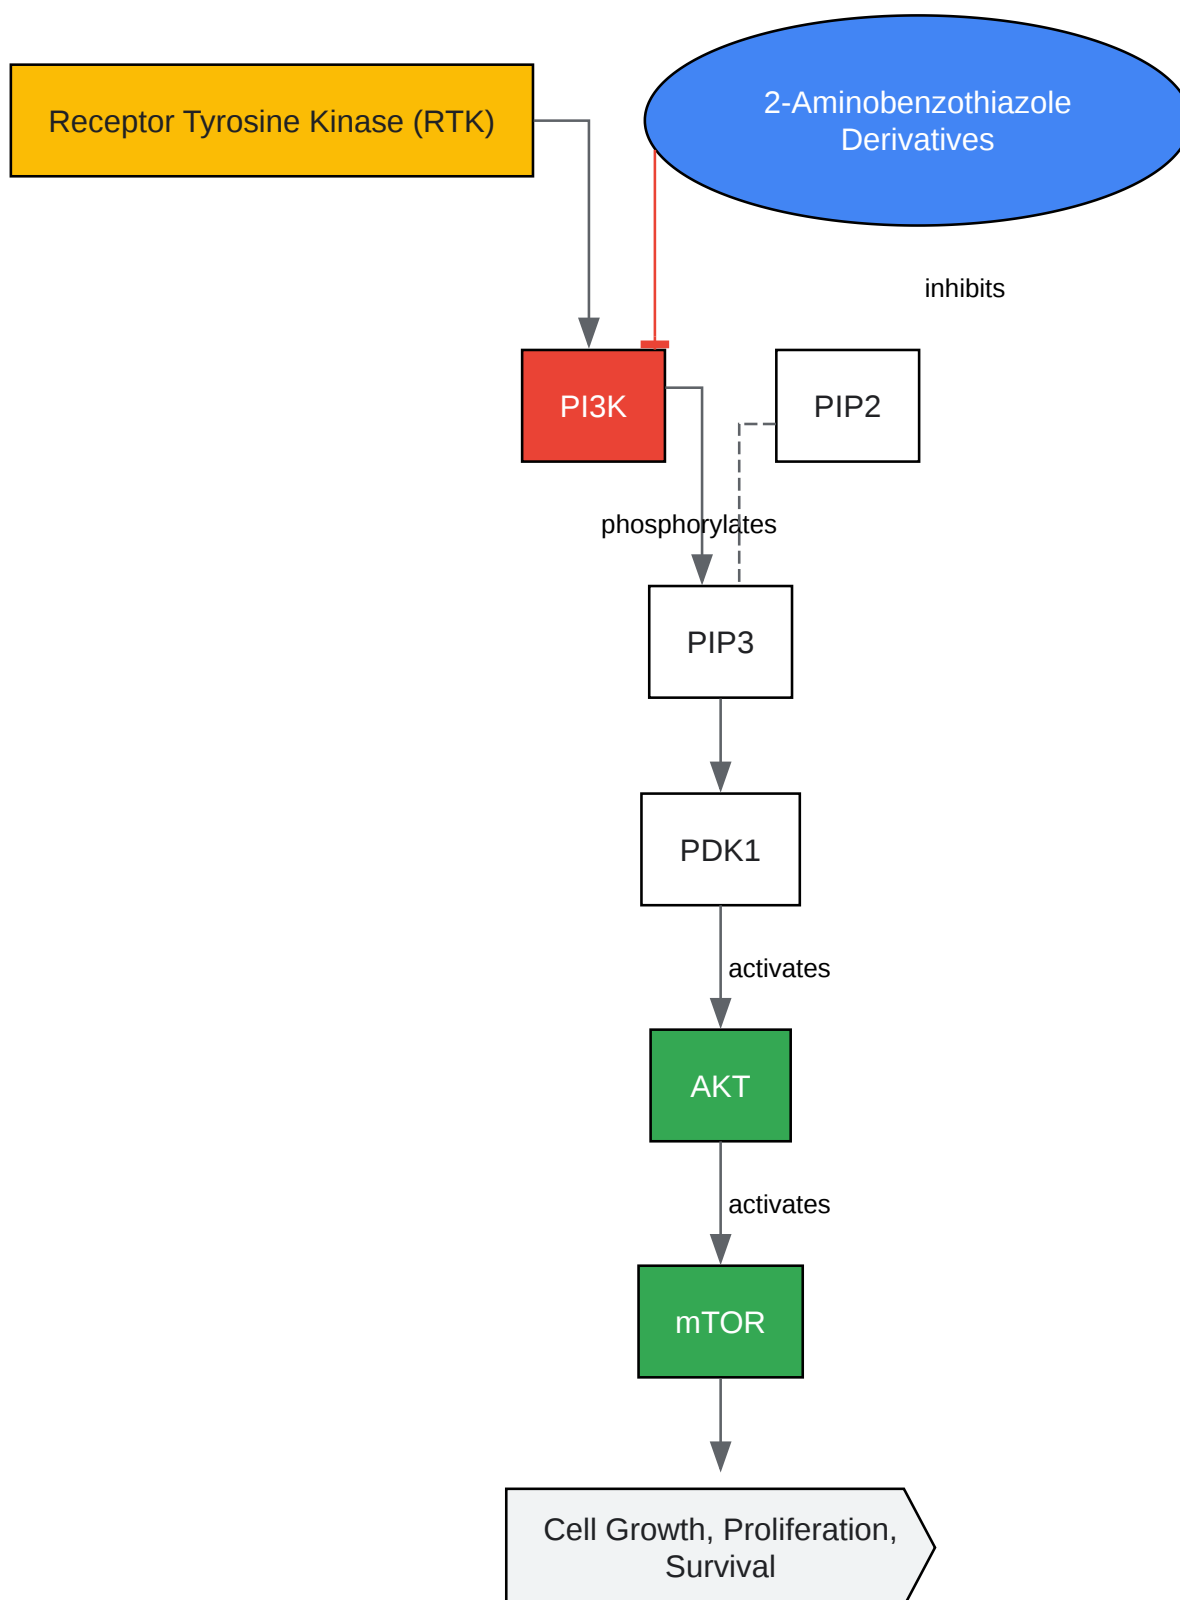 Receptor Tyrosine Kinase (RTK)
2-Aminobenzothiazole
Derivatives
inhibits
PI3K
PIP2
phosphorylates
PIP3
PDK1
activates
AKT
activates
mTOR
Cell Growth, Proliferation,
Survival